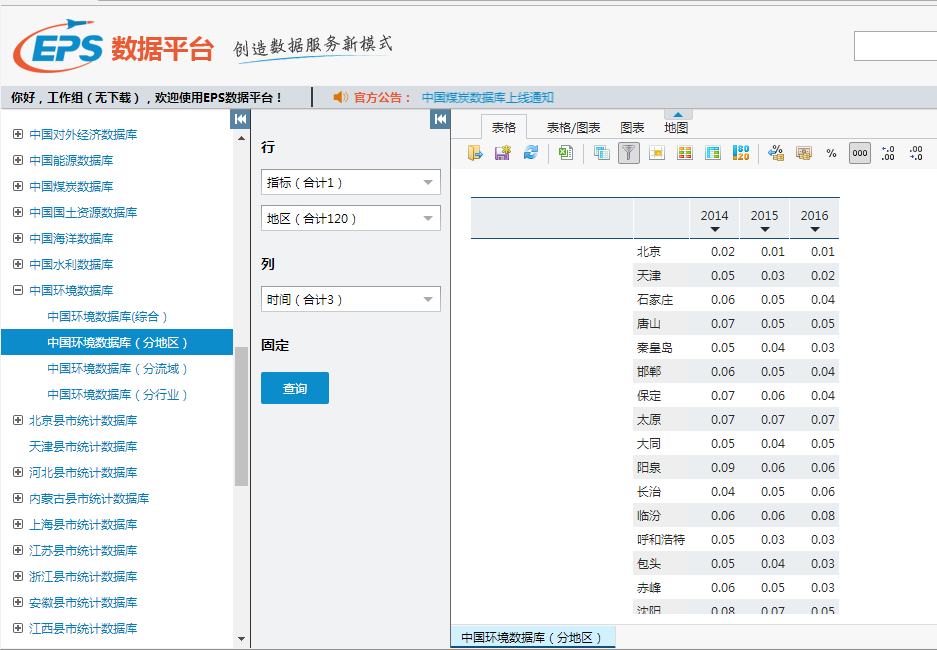 EPS 数据平台 创造数据服务新模式
你好，工作组（无下载），欢迎使用EPS数据平台！
官方公告： 中国煤炭数据库上线通知
中国对外经济数据库
中国能源数据库
中国煤炭数据库
中国国土资源数据库
中国海洋数据库
中国水利数据库
中国环境数据库
中国环境数据库(综合）
中国环境数据库（分地区）
中国环境数据库（分流域）
中国环境数据库（分行业）
北京县市统计数据库
天津县市统计数据库
河北县市统计数据库
内蒙古县市统计数据库
上海县市统计数据库
江苏县市统计数据库
浙江县市统计数据库
安徽县市统计数据库
江西县市统计数据库
行
指标（合计1）
地区（合计120）
列
时间（合计3）
固定
查询
表格 表格/图表 图表 地图
% 000 .00 .00
2014 2015 2016
北京 0.02 0.01 0.01
天津 0.05 0.03 0.02
石家庄 0.06 0.05 0.04
唐山 0.07 0.05 0.05
秦皇岛 0.05 0.04 0.03
邯郸 0.06 0.05 0.04
保定 0.07 0.06 0.04
太原 0.07 0.07 0.07
大同 0.05 0.04 0.05
阳泉 0.09 0.06 0.06
长治 0.04 0.05 0.06
临汾 0.06 0.06 0.08
呼和浩特 0.05 0.03 0.03
包头 0.05 0.04 0.03
赤峰 0.06 0.05 0.03
沈阳 0.08 0.07 0.05
中国环境数据库（分地区）